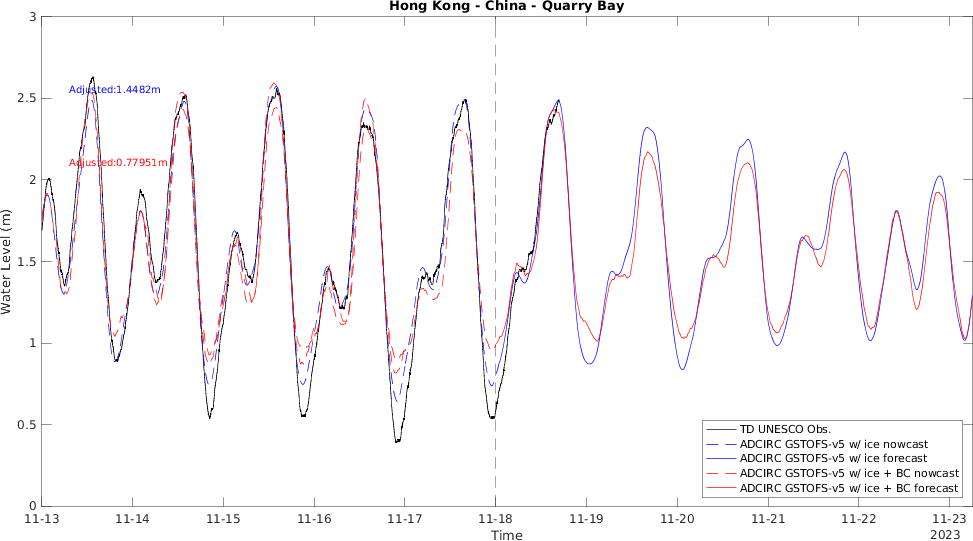 Hong Kong - China - Quarry Bay
3
2.5
2
1.5
1
0.5
0
Water Level (m)
Adjusted:1.4482m
Adjusted:0.77951m
TD UNESCO Obs.
ADCIRC GSTOFS-v5 w/ ice nowcast
ADCIRC GSTOFS-v5 w/ ice forecast
ADCIRC GSTOFS-v5 w/ ice + BC nowcast
ADCIRC GSTOFS-v5 w/ ice + BC forecast
11-13 11-14 11-15 11-16 11-17 11-18 11-19 11-20 11-21 11-22 11-23
Time
2023